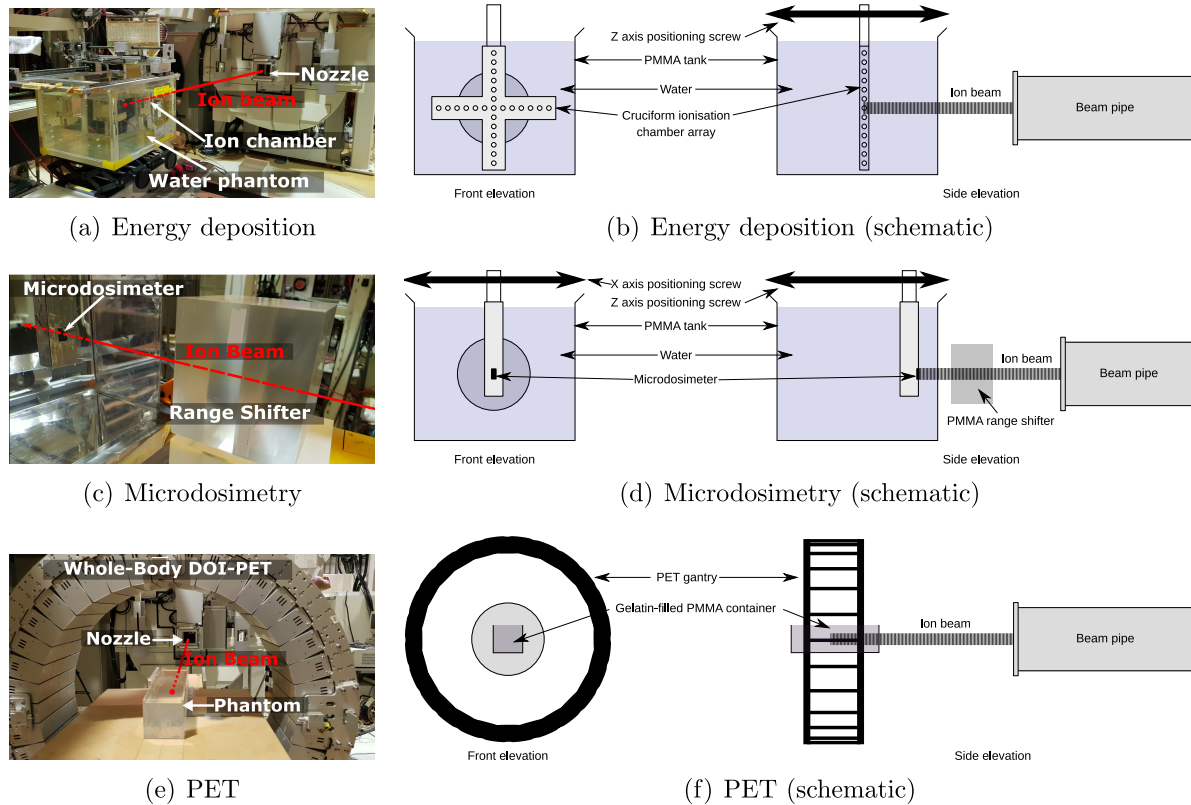 Nozzle
Ion beam
Ion chamber
Water phantom
(a) Energy deposition
Z axis positioning screw
PMMA tank
Water
Cruciform ionisation
chamber array
Ion beam
Beam pipe
Front elevation
Side elevation
(b) Energy deposition (schematic)
Microdosimeter
Ion Beam
Range Shifter
(c) Microdosimetry
X axis positioning screw
Z axis positioning screw
PMMA tank
Water
Microdosimeter
Ion beam
Beam pipe
PMMA range shifter
Front elevation
Side elevation
(d) Microdosimetry (schematic)
Whole-Body DOI-PET
Nozzle
Ion Beam
Phantom
(e) PET
PET gantry
Gelatin-filled PMMA container
Ion beam
Beam pipe
Front elevation
Side elevation
(f) PET (schematic)